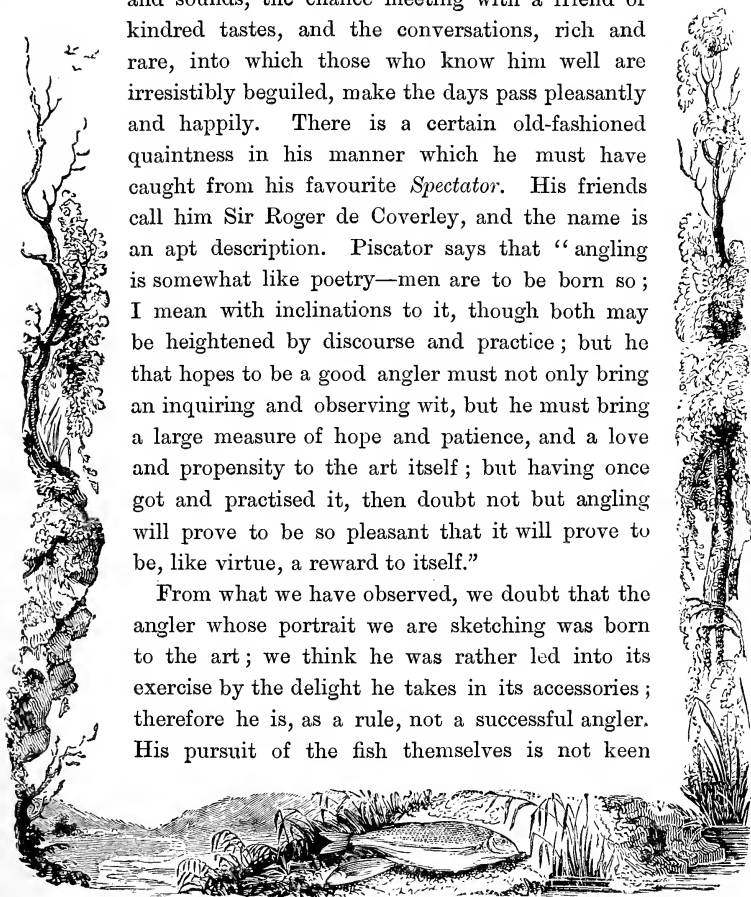 and sounds, the chance meeting with a friend of
kindred tastes, and the conversations, rich and
rare, into which those who know him well are
irresistibly beguiled, make the days pass pleasantly
and happily. There is a certain old-fashioned
quaintness in his manner which he must have
caught from his favourite Spectator. His friends
call him Sir Roger de Coverley, and the name is
an apt description. Piscator says that “angling
is somewhat like poetry—men are to be born so;
I mean with inclinations to it, though both may
be heightened by discourse and practice; but he
that hopes to be a good angler must not only bring
an inquiring and observing wit, but he must bring
a large measure of hope and patience, and a love
and propensity to the art itself; but having once
got and practised it, then doubt not but angling
will prove to be so pleasant that it will prove to
be, like virtue, a reward to itself.”
From what we have observed, we doubt that the
angler whose portrait we are sketching was born
to the art; we think he was rather led into its
exercise by the delight he takes in its accessories;
therefore he is, as a rule, not a successful angler.
His pursuit of the fish themselves is not keen